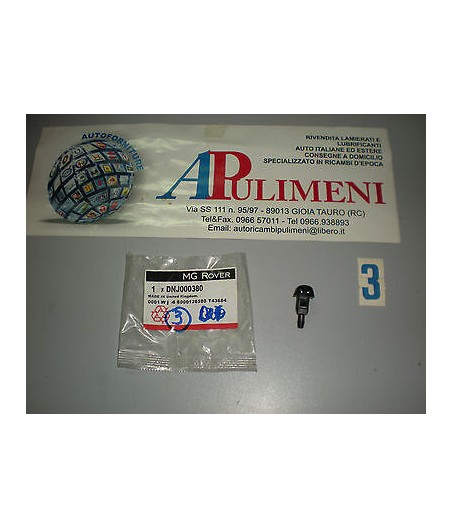 AUTOFORNITURE
RIVENDITA LAMIERATI E
LUBRIFICANTI
AUTO ITALIANE ED ESTERE
CONSEGNE A DOMICILIO
SPECIALIZZATO IN RICAMBI D'EPOCA
APULIMENI
Via SS 111 n. 95/97 - 89013 GIOIA TAURO (RC)
Tel&Fax. 0966 57011 - Tel. 0966.938893
Email: autoricambipulimeni@libero.it
MG ROVER
1 x DNJ000380
MADE IN United Kingdom
3
3